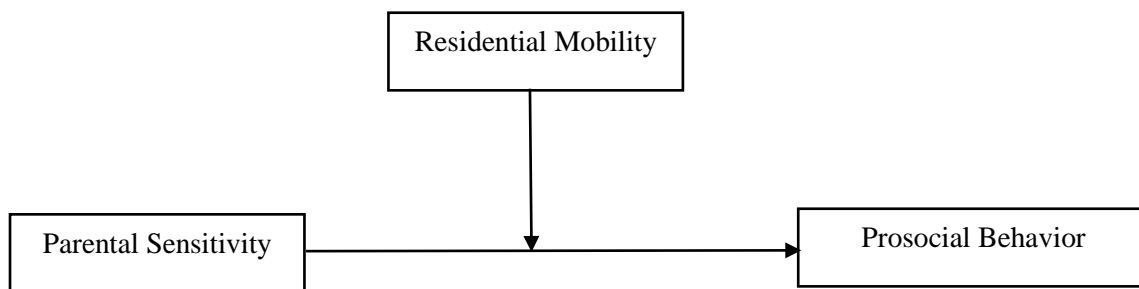 Residential Mobility
Parental Sensitivity
Prosocial Behavior